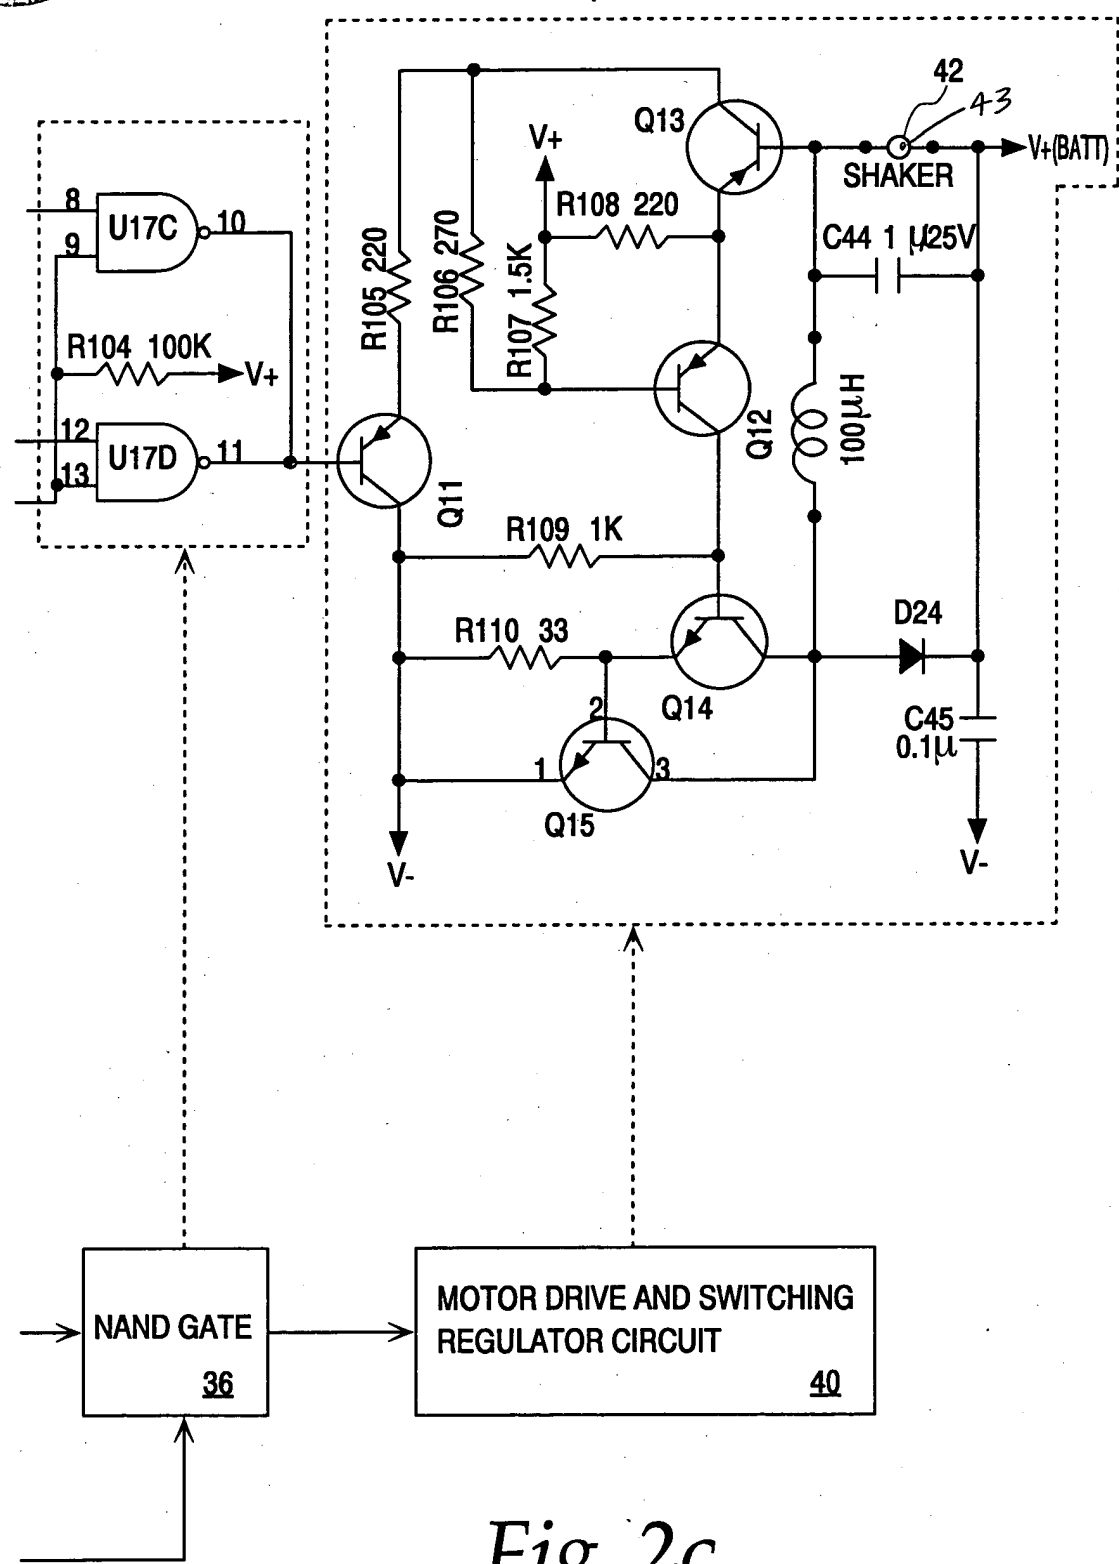 42
43
Q13
V+
V+(BATT)
SHAKER
8
U17C
10
9
R108 220
C44 1 µ/25V
R105 220
R106 270
R107 1.5K
R104 100K
V+
12
U17D
11
13
Q11
Q12
100µH
R109 1K
R110 33
D24
2
Q14
C45
0.1µ
1
3
Q15
V-
V-
NAND GATE
36
MOTOR DRIVE AND SWITCHING
REGULATOR CIRCUIT
40
Fig. 2c